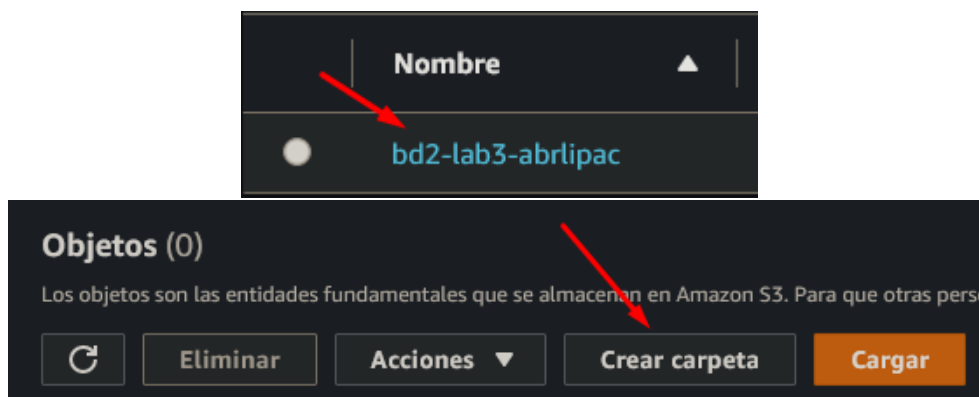 Nombre
bd2-lab3-abrlipac
Objetos (0)
Los objetos son las entidades fundamentales que se almacenan en Amazon S3. Para que otras pers
Eliminar Acciones Crear carpeta Cargar